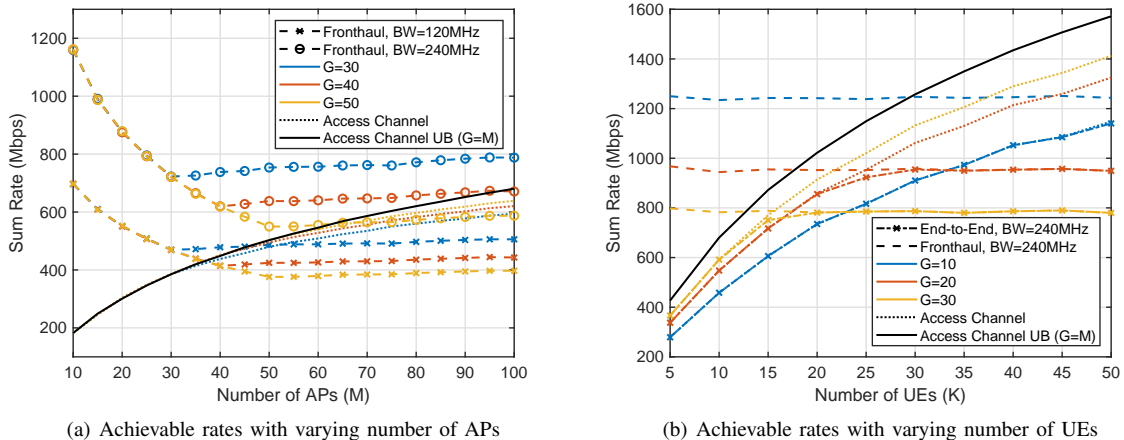 1200
1000
800
600
400
200
Sum Rate (Mbps)
10 20 30 40 50 60 70 80 90 100
Number of APs (M)
Fronthaul, BW=120MHz
Fronthaul, BW=240MHz
G=30
G=40
G=50
Access Channel
Access Channel UB (G=M)
(a) Achievable rates with varying number of APs
1600
1400
1200
1000
800
600
400
200
Sum Rate (Mbps)
5 10 15 20 25 30 35 40 45 50
Number of UEs (K)
End-to-End, BW=240MHz
Fronthaul, BW=240MHz
G=10
G=20
G=30
Access Channel
Access Channel UB (G=M)
(b) Achievable rates with varying number of UEs